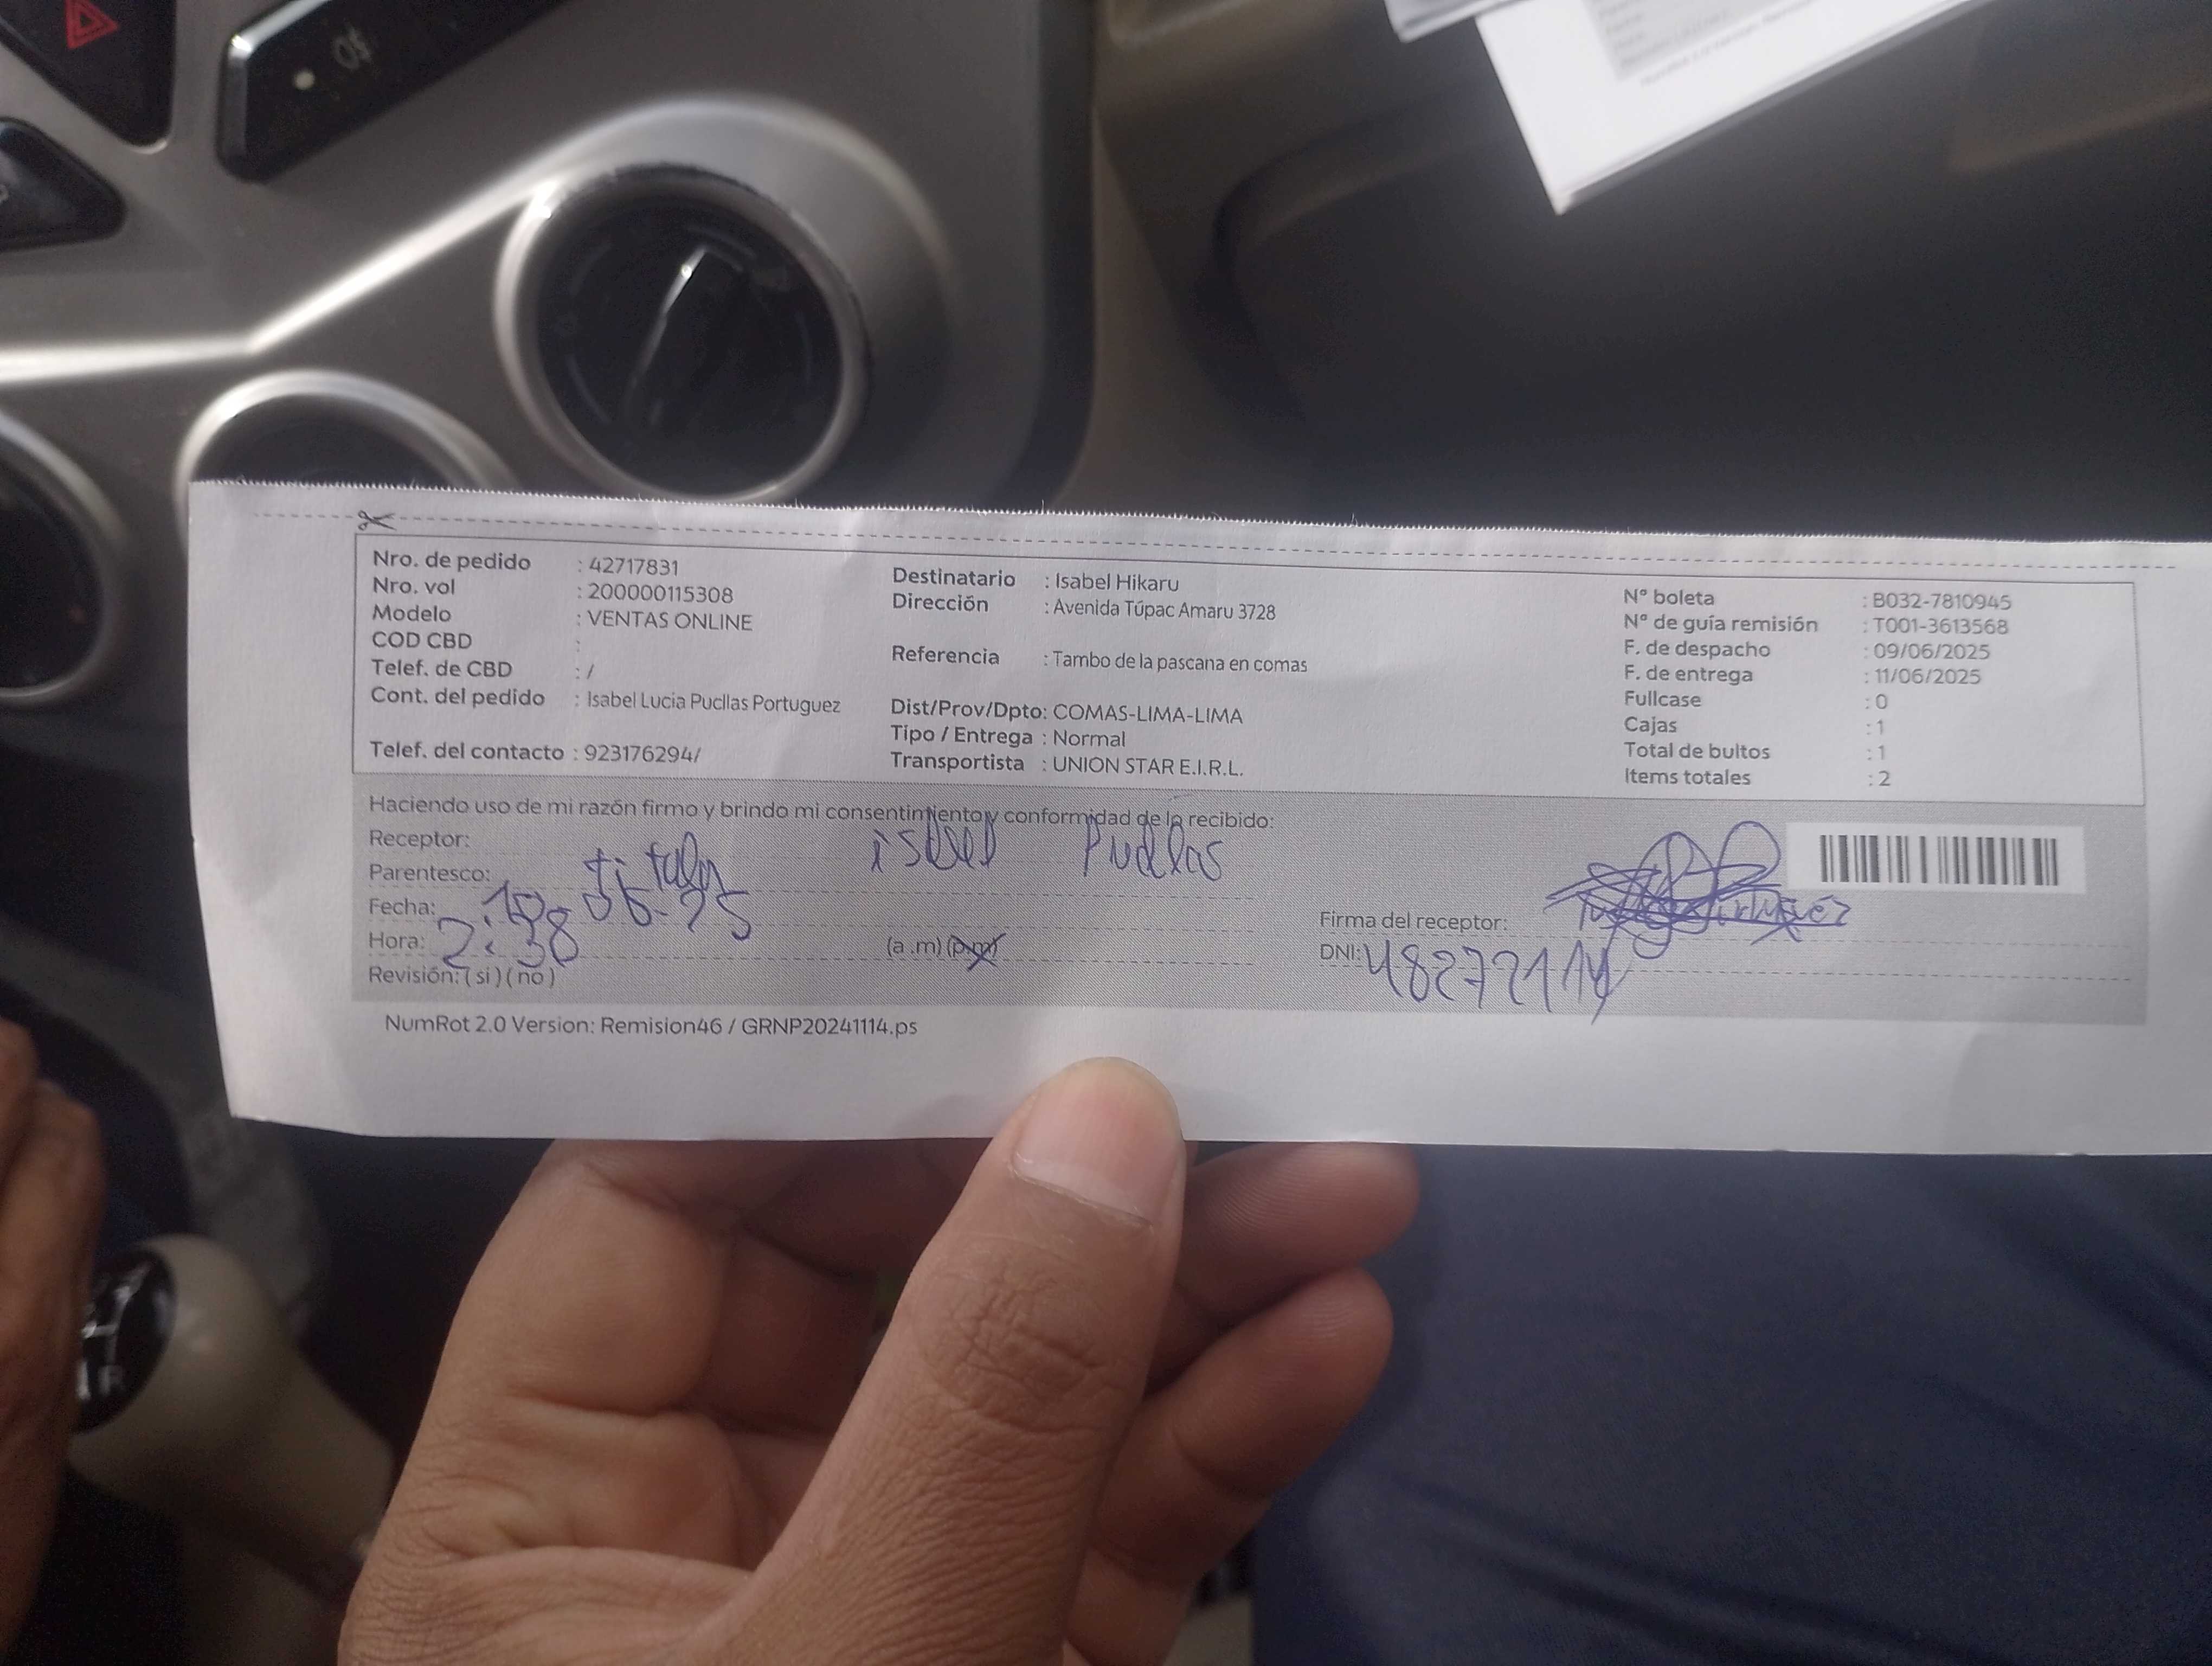 Nro. de pedido : 42717831
Nro. vol : 200000115308
Modelo : VENTAS ONLINE
COD CBD :
Telef. de CBD : /
Cont. del pedido : Isabel Lucia Pucllas Portuguez
Telef. del contacto : 923176294/
Destinatario : Isabel Hikaru
Dirección : Avenida Túpac Amaru 3728
Referencia : Tambo de la pascana en comas
Dist/Prov/Dpto: COMAS-LIMA-LIMA
Tipo / Entrega : Normal
Transportista : UNION STAR E.I.R.L.
N° boleta : B032-7810945
N° de guía remisión : T001-3613568
F. de despacho : 09/06/2025
F. de entrega : 11/06/2025
Fullcase : 0
Cajas : 1
Total de bultos : 1
Items totales : 2
Haciendo uso de mi razón firmo y brindo mi consentimiento y conformidad de lo recibido:
Receptor: isabel Pucllas
Parentesco: titular
Fecha:
Hora: 2:38 (a .m) (p.m)
Revisión: ( si ) ( no )
Firma del receptor:
DNI:
NumRot 2.0 Version: Remision46 / GRNP20241114.ps
R